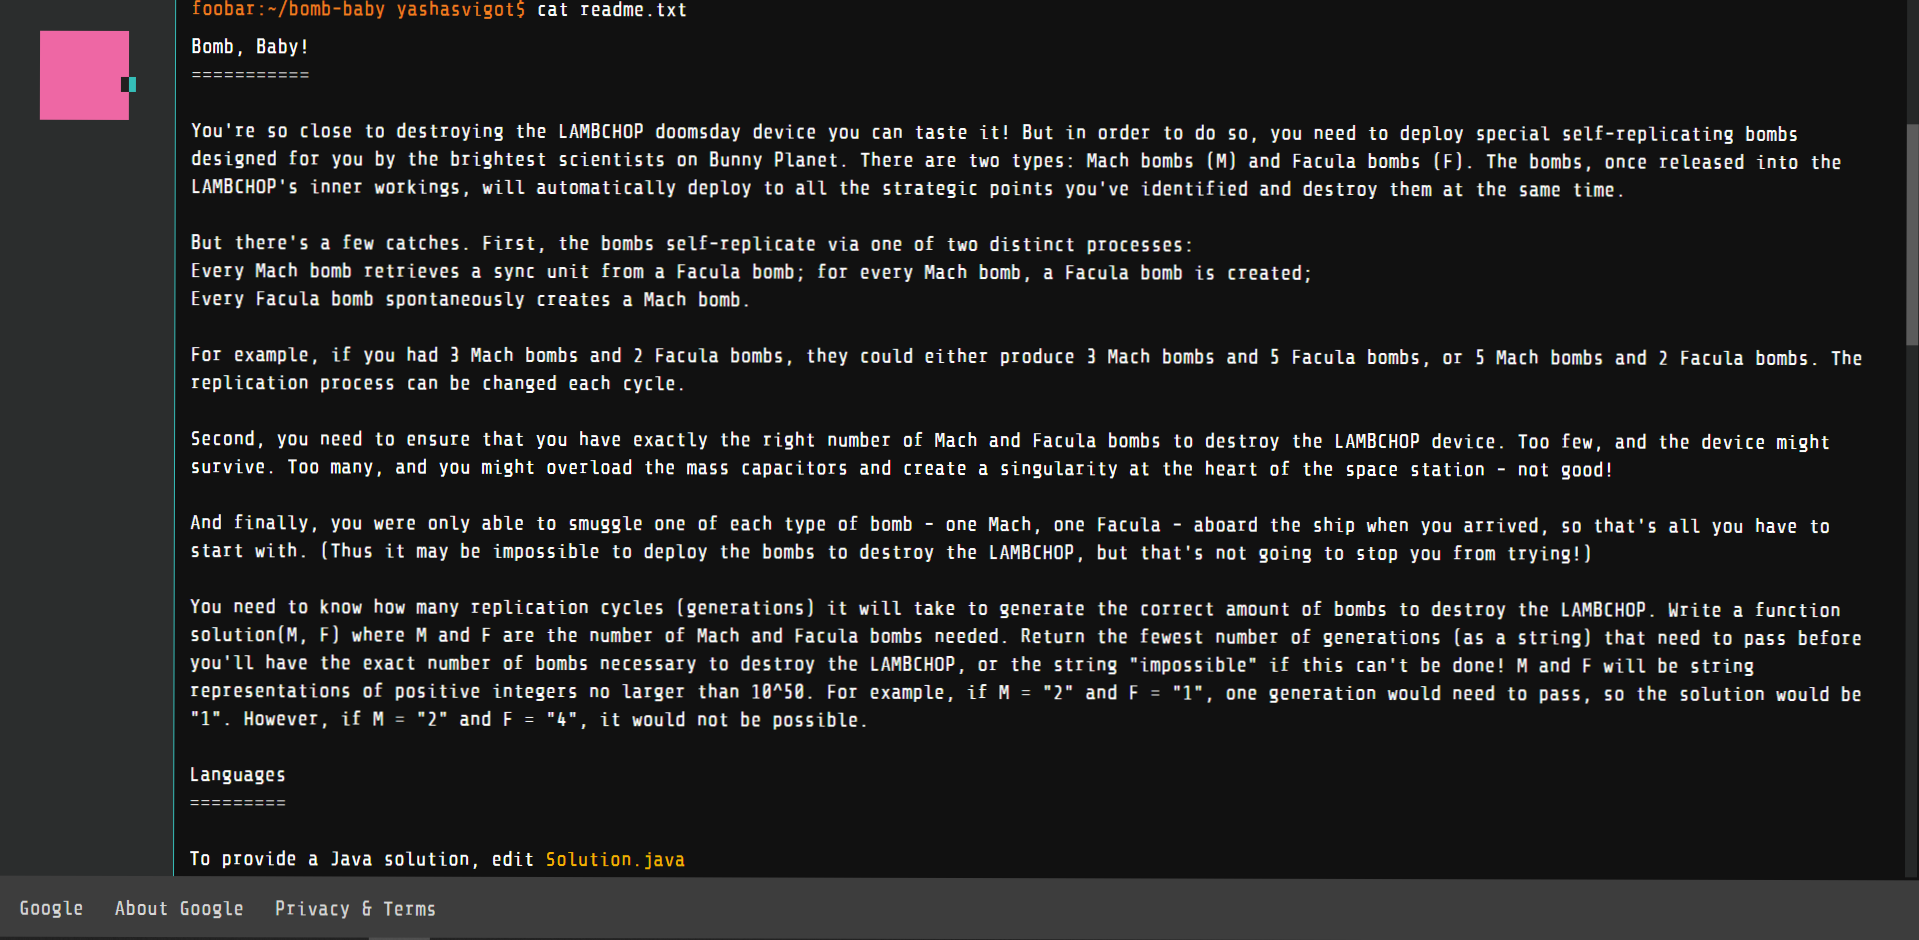 foobar:~/bomb-baby yashasvigot$ cat readme.txt
Bomb, Baby!
===========
You're so close to destroying the LAMBCHOP doomsday device you can taste it! But in order to do so, you need to deploy special self-replicating bombs
designed for you by the brightest scientists on Bunny Planet. There are two types: Mach bombs (M) and Facula bombs (F). The bombs, once released into the
LAMBCHOP's inner workings, will automatically deploy to all the strategic points you've identified and destroy them at the same time.
But there's a few catches. First, the bombs self-replicate via one of two distinct processes:
Every Mach bomb retrieves a sync unit from a Facula bomb; for every Mach bomb, a Facula bomb is created;
Every Facula bomb spontaneously creates a Mach bomb.
For example, if you had 3 Mach bombs and 2 Facula bombs, they could either produce 3 Mach bombs and 5 Facula bombs, or 5 Mach bombs and 2 Facula bombs. The
replication process can be changed each cycle.
Second, you need to ensure that you have exactly the right number of Mach and Facula bombs to destroy the LAMBCHOP device. Too few, and the device might
survive. Too many, and you might overload the mass capacitors and create a singularity at the heart of the space station - not good!
And finally, you were only able to smuggle one of each type of bomb - one Mach, one Facula - aboard the ship when you arrived, so that's all you have to
start with. (Thus it may be impossible to deploy the bombs to destroy the LAMBCHOP, but that's not going to stop you from trying!)
You need to know how many replication cycles (generations) it will take to generate the correct amount of bombs to destroy the LAMBCHOP. Write a function
solution(M, F) where M and F are the number of Mach and Facula bombs needed. Return the fewest number of generations (as a string) that need to pass before
you'll have the exact number of bombs necessary to destroy the LAMBCHOP, or the string "impossible" if this can't be done! M and F will be string
representations of positive integers no larger than 10^50. For example, if M = "2" and F = "1", one generation would need to pass, so the solution would be
"1". However, if M = "2" and F = "4", it would not be possible.
Languages
=========
To provide a Java solution, edit Solution.java
Google About Google Privacy & Terms